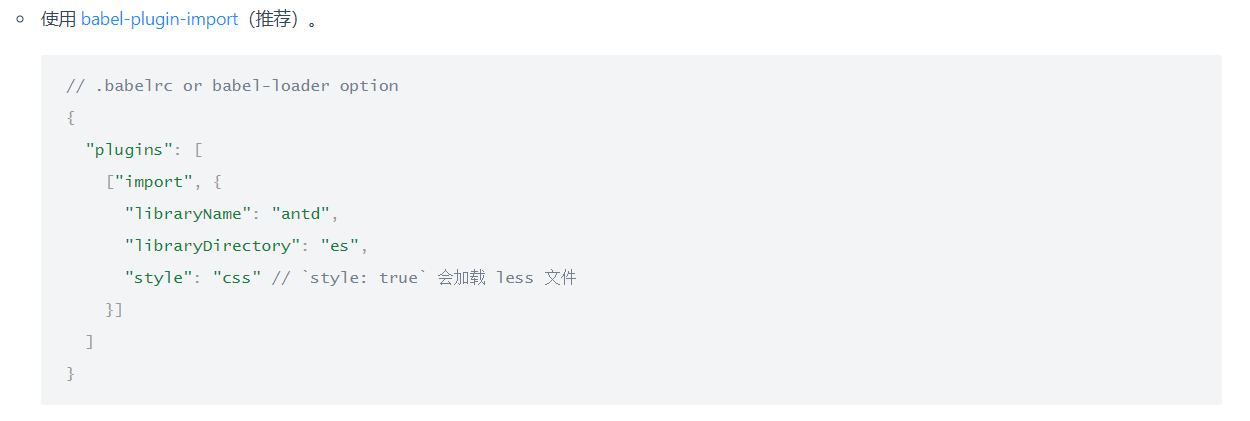 使用 babel-plugin-import（推荐）。
// .babelrc or babel-loader option
{
  "plugins": [
    ["import", {
      "libraryName": "antd",
      "libraryDirectory": "es",
      "style": "css" // `style: true` 会加载 less 文件
    }]
  ]
}